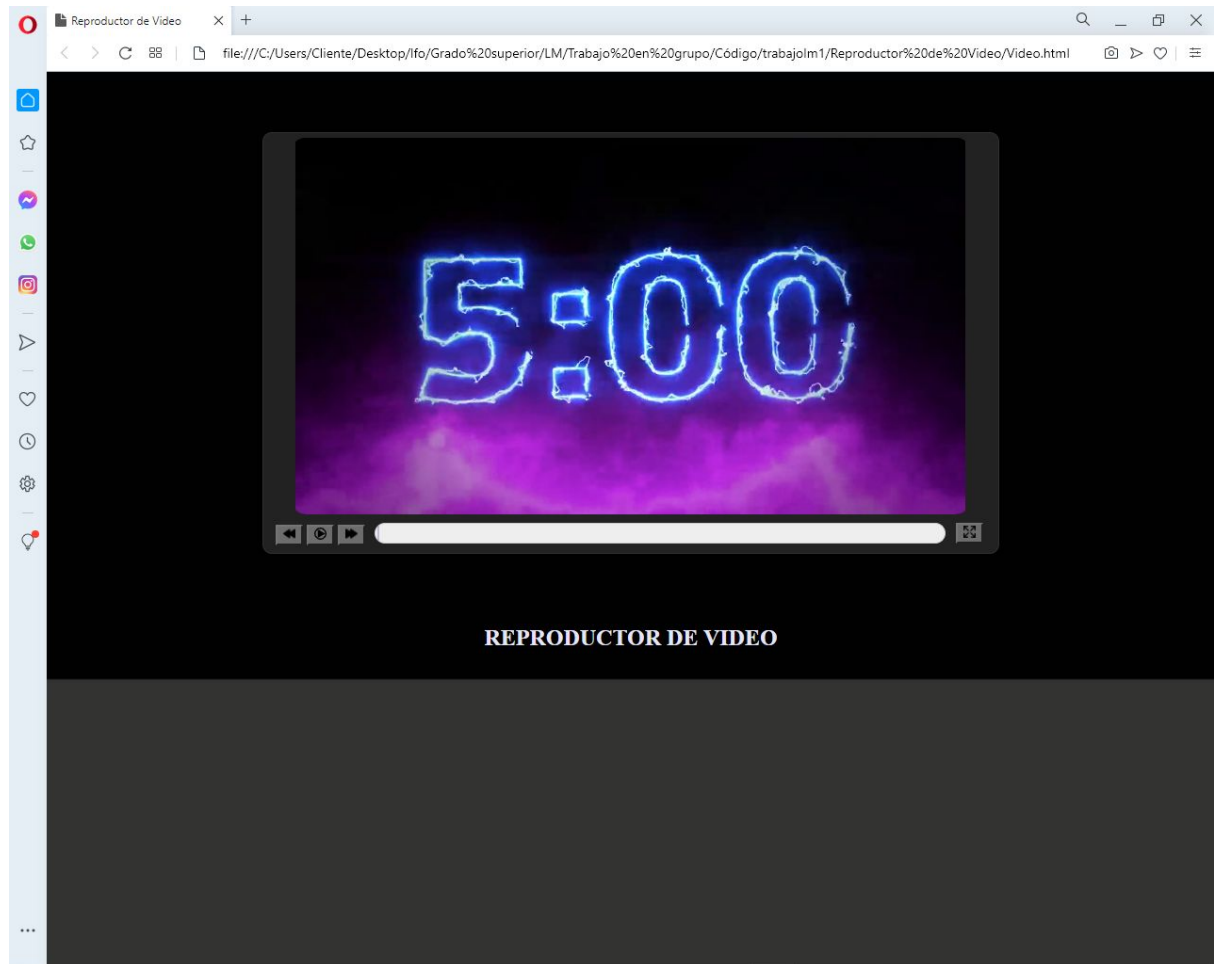 Reproductor de Video
file:///C:/Users/Cliente/Desktop/Ifo/Grado%20superior/LM/Trabajo%20en%20grupo/Código/trabajolm1/Reproductor%20de%20Video/Video.html
5:00
REPRODUCTOR DE VIDEO